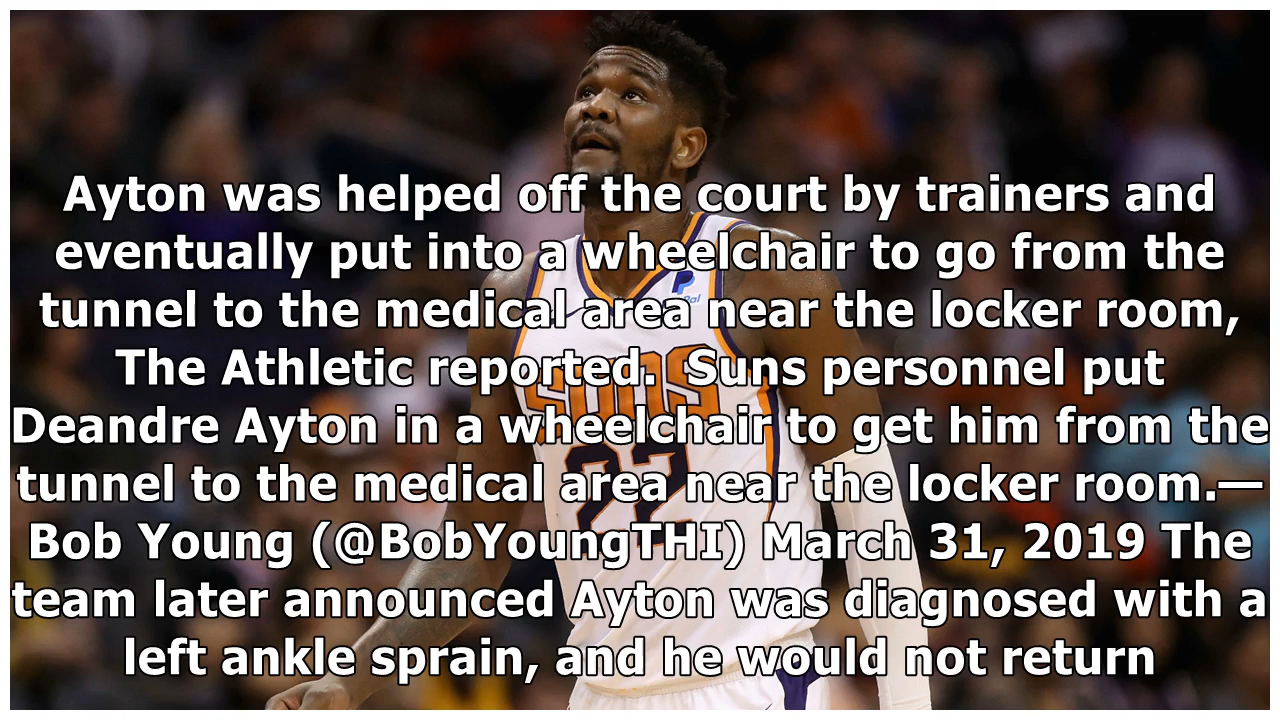 Ayton was helped off the court by trainers and
eventually put into a wheelchair to go from the
tunnel to the medical area near the locker room,
The Athletic reported.  Suns personnel put
Deandre Ayton in a wheelchair to get him from the
tunnel to the medical area near the locker room.—
Bob Young (@BobYoungTHI) March 31, 2019 The
team later announced Ayton was diagnosed with a
left ankle sprain, and he would not return
SUNS
22